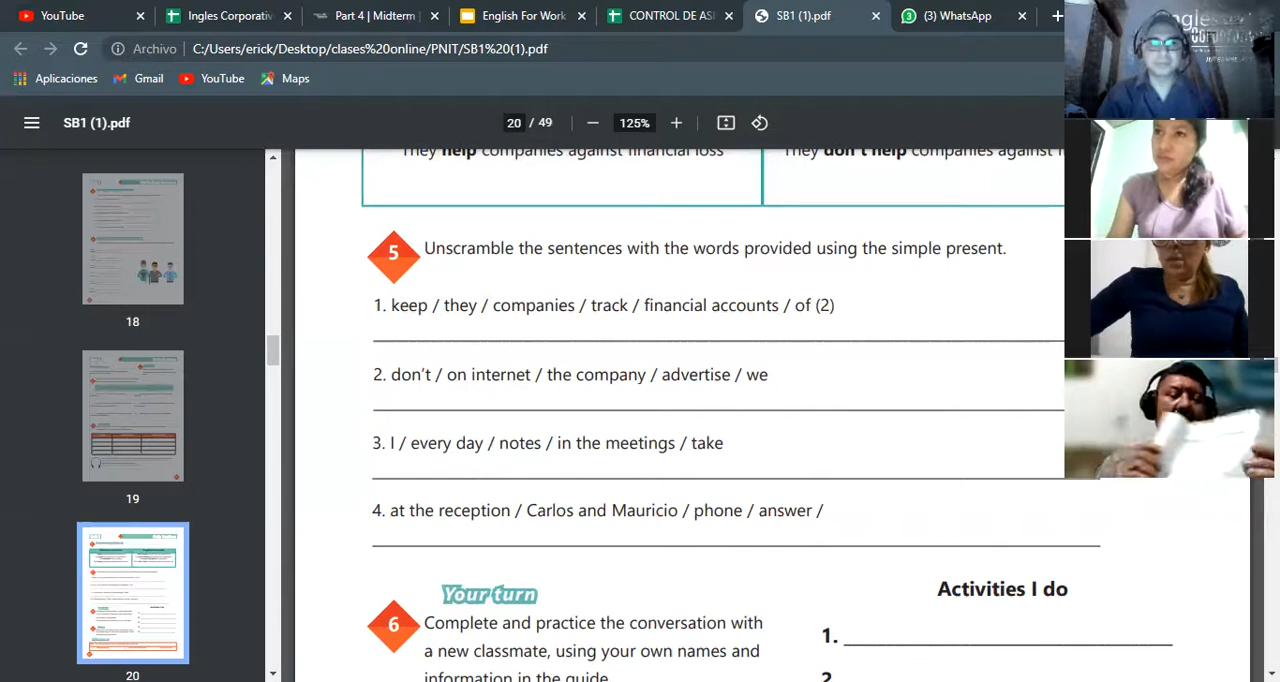 YouTube
Ingles Corporativ
Part 4 | Midterm
English For Work
CONTROL DE ASI
SB1 (1).pdf
(3) WhatsApp
Archivo
C:/Users/erick/Desktop/clases%20online/PNIT/SB1%20(1).pdf
Aplicaciones
Gmail
YouTube
Maps
SB1 (1).pdf
20 / 49
125%
18
19
20
They help companies against financial loss
They don't help companies against
5
Unscramble the sentences with the words provided using the simple present.
1. keep / they / companies / track / financial accounts / of (2)
2. don't / on internet / the company / advertise / we
3. I / every day / notes / in the meetings / take
4. at the reception / Carlos and Mauricio / phone / answer /
Your turn
6
Complete and practice the conversation with
a new classmate, using your own names and
information in the guide.
Activities I do
1.
2.